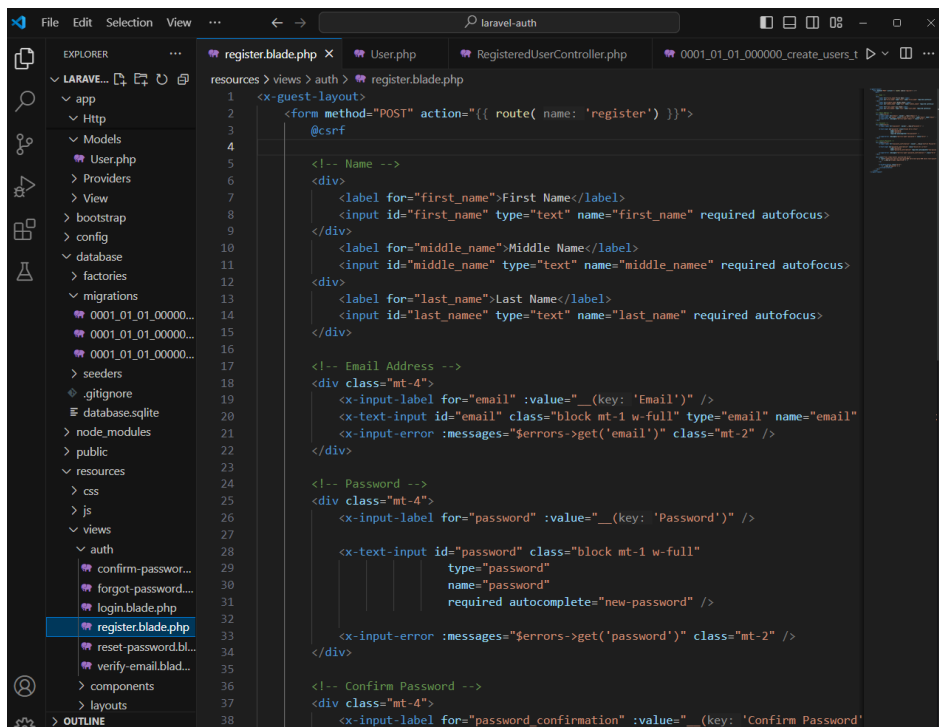 File Edit Selection View ... laravel-auth
EXPLORER ...
LARAVE...
app
Http
Models
User.php
Providers
View
bootstrap
config
database
factories
migrations
0001_01_01_00000...
0001_01_01_00000...
0001_01_01_00000...
seeders
.gitignore
database.sqlite
node_modules
public
resources
css
js
views
auth
confirm-passwor...
forgot-password....
login.blade.php
register.blade.php
reset-password.bl...
verify-email.blad...
components
layouts
OUTLINE
register.blade.php User.php RegisteredUserController.php 0001_01_01_000000_create_users_t ...
resources > views > auth > register.blade.php
1 <x-guest-layout>
2 <form method="POST" action="{{ route( name: 'register') }}">
3 @csrf
4
5 <!-- Name -->
6 <div>
7 <label for="first_name">First Name</label>
8 <input id="first_name" type="text" name="first_name" required autofocus>
9 </div>
10 <label for="middle_name">Middle Name</label>
11 <input id="middle_name" type="text" name="middle_namee" required autofocus>
12 <div>
13 <label for="last_name">Last Name</label>
14 <input id="last_namee" type="text" name="last_name" required autofocus>
15 </div>
16
17 <!-- Email Address -->
18 <div class="mt-4">
19 <x-input-label for="email" :value="__(key: 'Email')" />
20 <x-text-input id="email" class="block mt-1 w-full" type="email" name="email"
21 <x-input-error :messages="$errors->get('email')" class="mt-2" />
22 </div>
23
24 <!-- Password -->
25 <div class="mt-4">
26 <x-input-label for="password" :value="__(key: 'Password')" />
27
28 <x-text-input id="password" class="block mt-1 w-full"
29 type="password"
30 name="password"
31 required autocomplete="new-password" />
32
33 <x-input-error :messages="$errors->get('password')" class="mt-2" />
34 </div>
35
36 <!-- Confirm Password -->
37 <div class="mt-4">
38 <x-input-label for="password_confirmation" :value="__(key: 'Confirm Password'